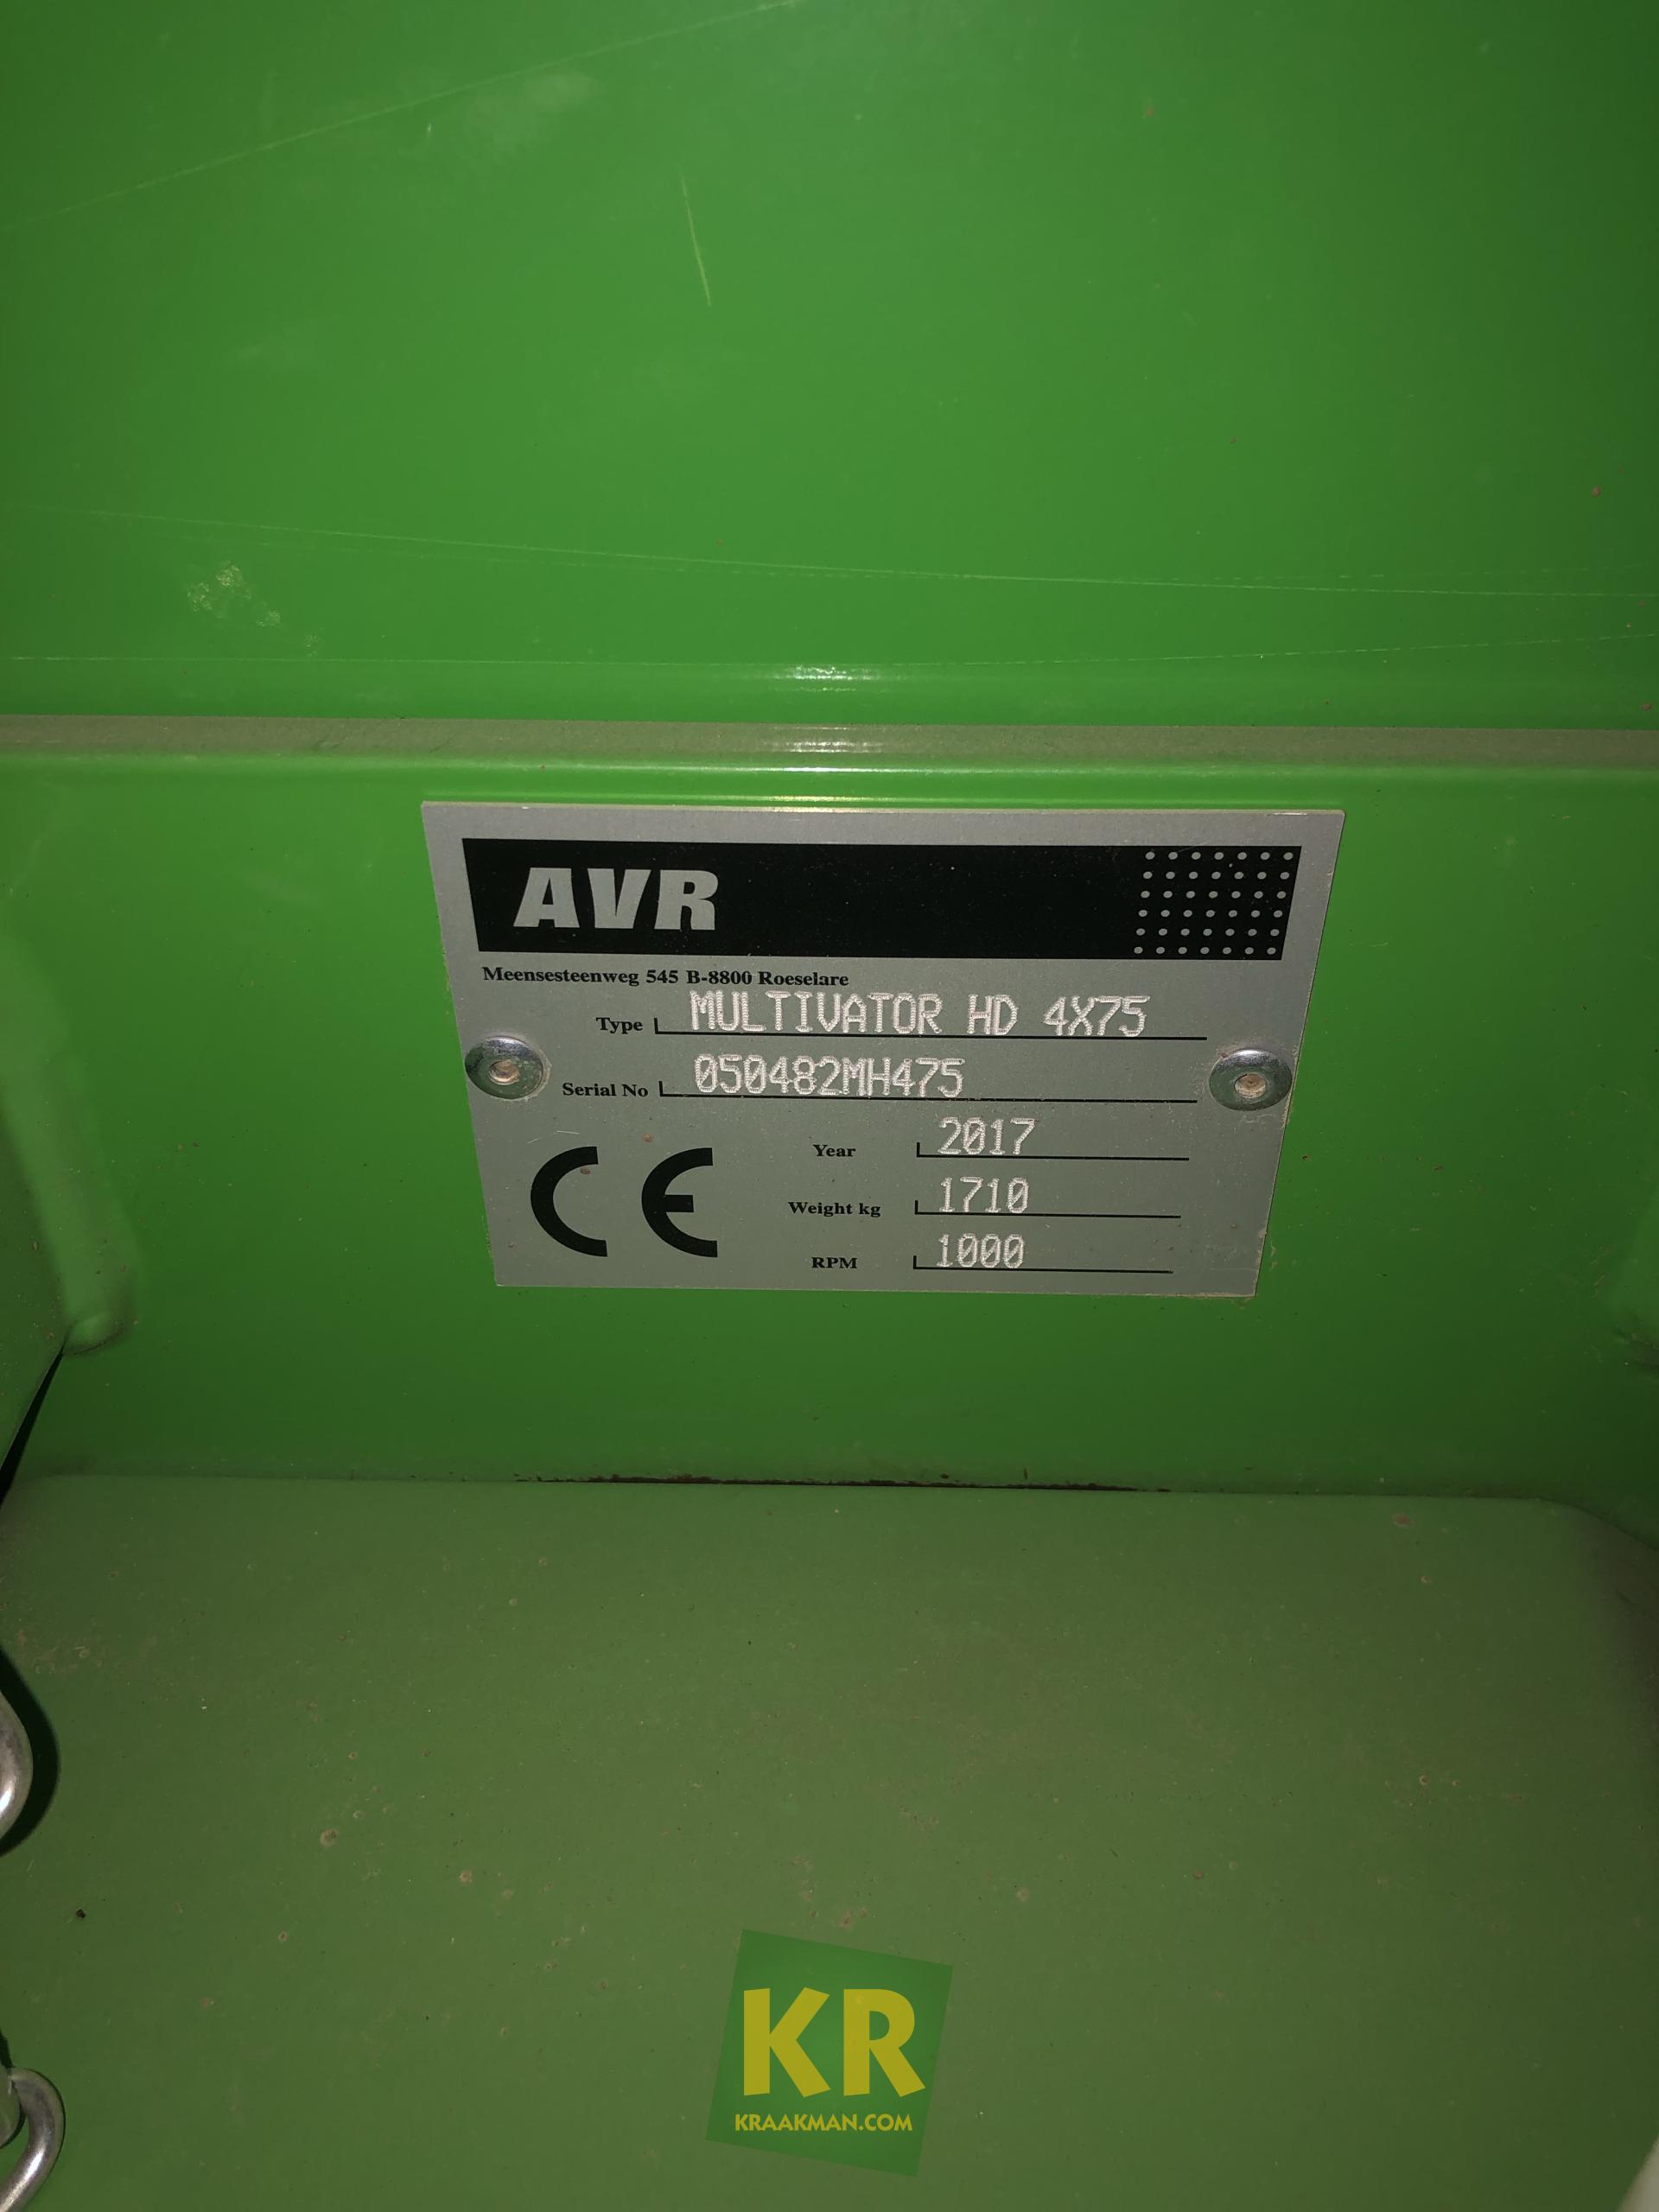 AVR
Meensesteenweg 545 B-8800 Roeselare
Type MULTIVATOR HD 4X75
Serial No 050482MH475
CE
Year 2017
Weight kg 1710
RPM 1000
KR
KRAAKMAN.COM